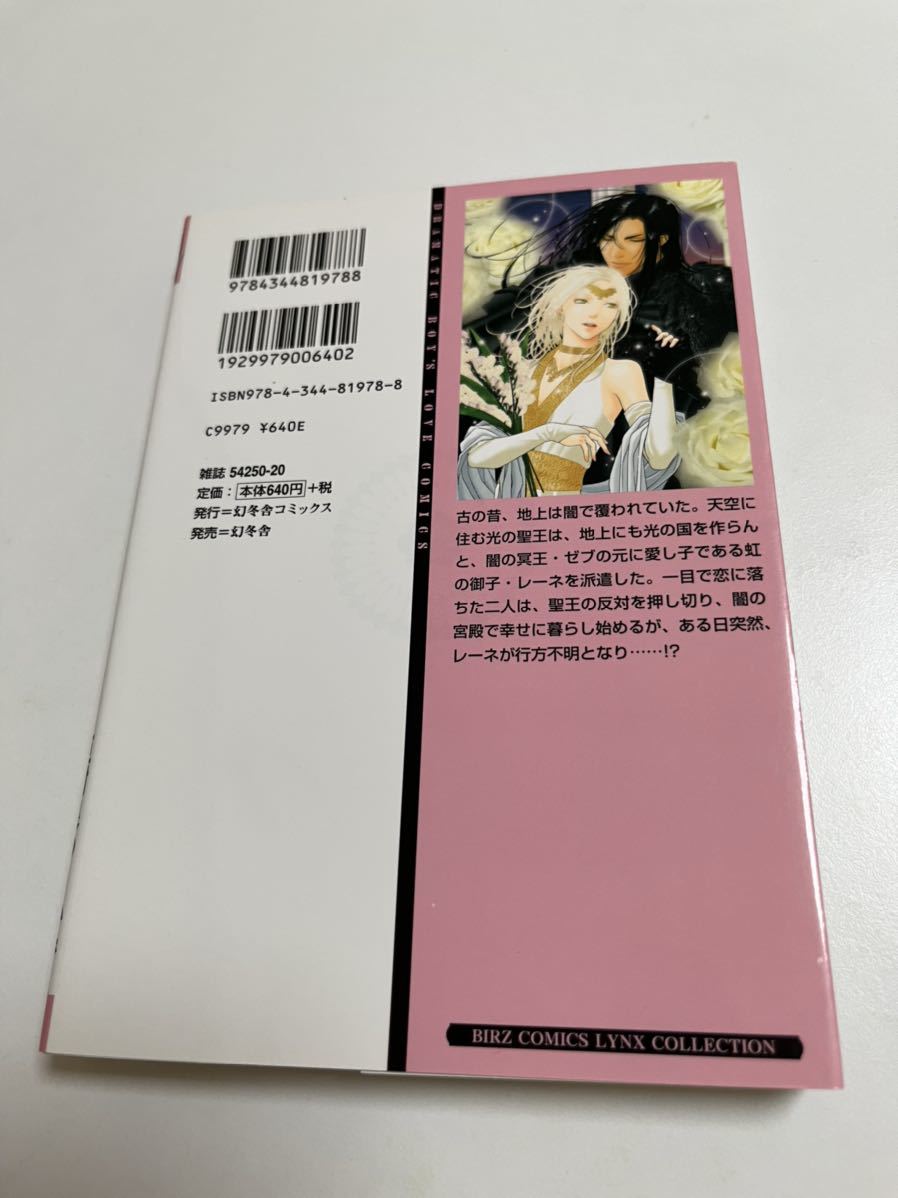 9784344819788
1929979006402
ISBN978-4-344-81978-8
C9979 ¥640E
雑誌 54250-20
定価：本体640円+税
発行＝幻冬舎コミックス
発売＝幻冬舎
DRAMATIC BOY'S LOVE COMICS
古の昔、地上は闇で覆われていた。天空に
住む光の聖王は、地上にも光の国を作らん
と、闇の冥王・ゼブの元に愛し子である虹
の御子・レーネを派遣した。一目で恋に落
ちた二人は、聖王の反対を押し切り、闇の
宮殿で幸せに暮らし始めるが、ある日突然、
レーネが行方不明となり……!?
BIRZ COMICS LYNX COLLECTION